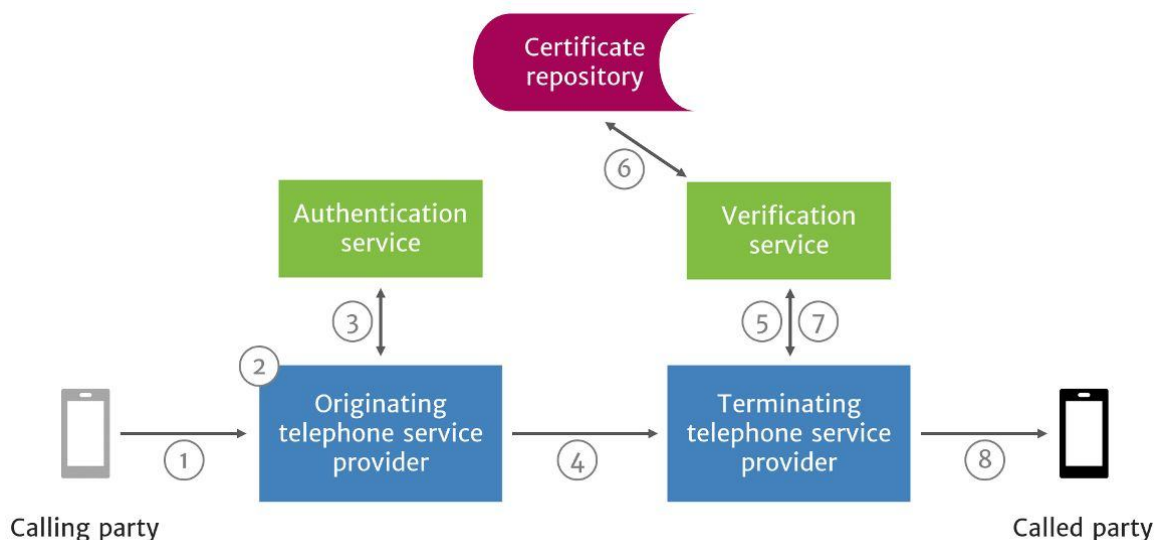 Certificate
repository
6
Authentication
service
Verification
service
3
5
7
2
Originating
telephone service
provider
Terminating
telephone service
provider
1
4
8
Calling party
Called party